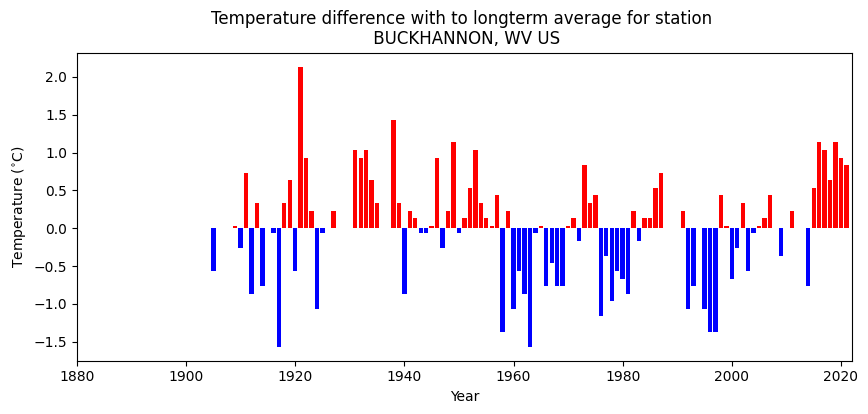 Temperature difference with to longterm average for station
BUCKHANNON, WV US
Temperature (°C)
2.0
1.5
1.0
0.5
0.0
−0.5
−1.0
−1.5
1880 1900 1920 1940 1960 1980 2000 2020
Year